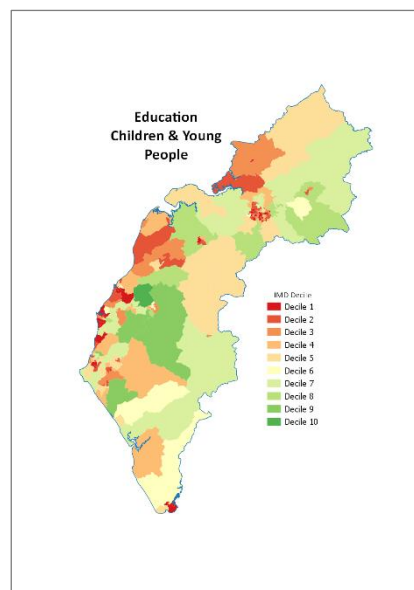 Education
Children & Young
People
IMD Decile
Decile 1
Decile 2
Decile 3
Decile 4
Decile 5
Decile 6
Decile 7
Decile 8
Decile 9
Decile 10